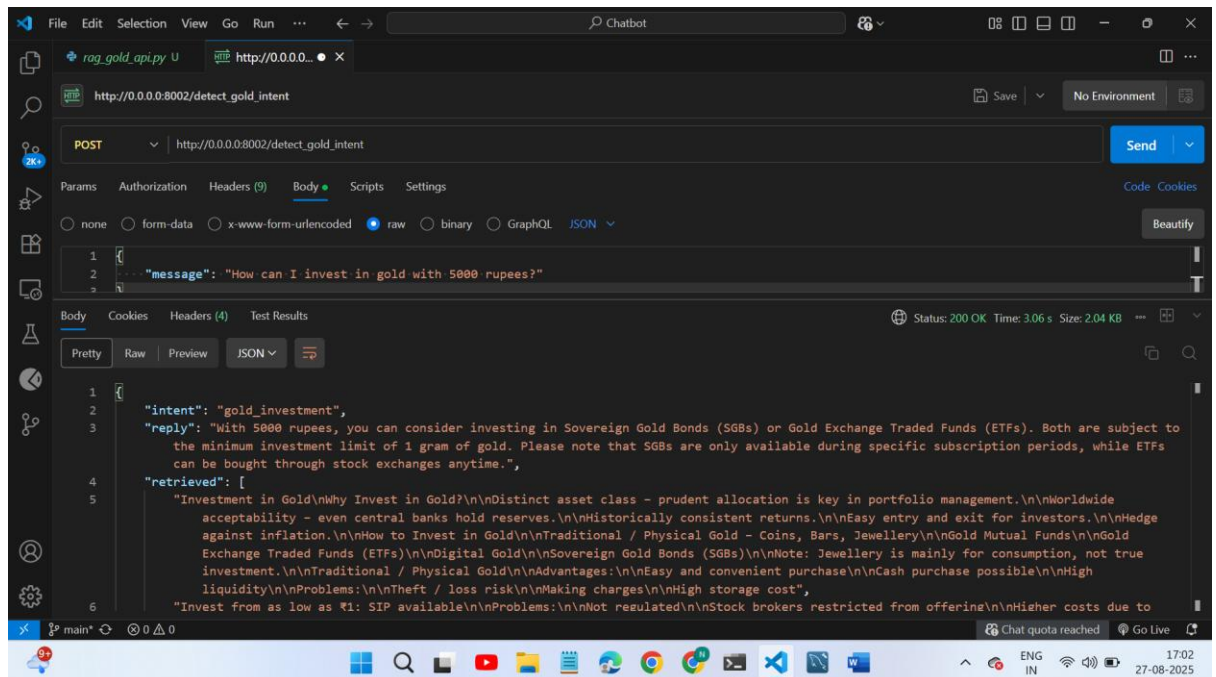 File Edit Selection View Go Run ··· Chatbot
rag_gold_api.py U http://0.0.0.0...
HTTP http://0.0.0.0:8002/detect_gold_intent Save No Environment
POST http://0.0.0.0:8002/detect_gold_intent Send
2K+
Params Authorization Headers (9) Body Scripts Settings Code Cookies
none form-data x-www-form-urlencoded raw binary GraphQL JSON Beautify
1 {
2 "message": "How can I invest in gold with 5000 rupees?"
3 }
Body Cookies Headers (4) Test Results Status: 200 OK Time: 3.06 s Size: 2.04 KB
Pretty Raw Preview JSON
1 {
2 "intent": "gold_investment",
3 "reply": "With 5000 rupees, you can consider investing in Sovereign Gold Bonds (SGBs) or Gold Exchange Traded Funds (ETFs). Both are subject to
the minimum investment limit of 1 gram of gold. Please note that SGBs are only available during specific subscription periods, while ETFs
can be bought through stock exchanges anytime.",
4 "retrieved": [
5 "Investment in Gold\nWhy Invest in Gold?\n\nDistinct asset class – prudent allocation is key in portfolio management.\n\nWorldwide
acceptability – even central banks hold reserves.\n\nHistorically consistent returns.\n\nEasy entry and exit for investors.\n\nHedge
against inflation.\n\nHow to Invest in Gold\n\nTraditional / Physical Gold – Coins, Bars, Jewellery\n\nGold Mutual Funds\n\nGold
Exchange Traded Funds (ETFs)\n\nDigital Gold\n\nSovereign Gold Bonds (SGBs)\n\nNote: Jewellery is mainly for consumption, not true
investment.\n\nTraditional / Physical Gold\n\nAdvantages:\n\nEasy and convenient purchase\n\nCash purchase possible\n\nHigh
liquidity\n\nProblems:\n\nTheft / loss risk\n\nMaking charges\n\nHigh storage cost",
6 "Invest from as low as ₹1: SIP available\n\nProblems:\n\nNot regulated\n\nStock brokers restricted from offering\n\nHigher costs due to
main* 0 0 0 Chat quota reached Go Live
9+ ENG 17:02
IN 27-08-2025